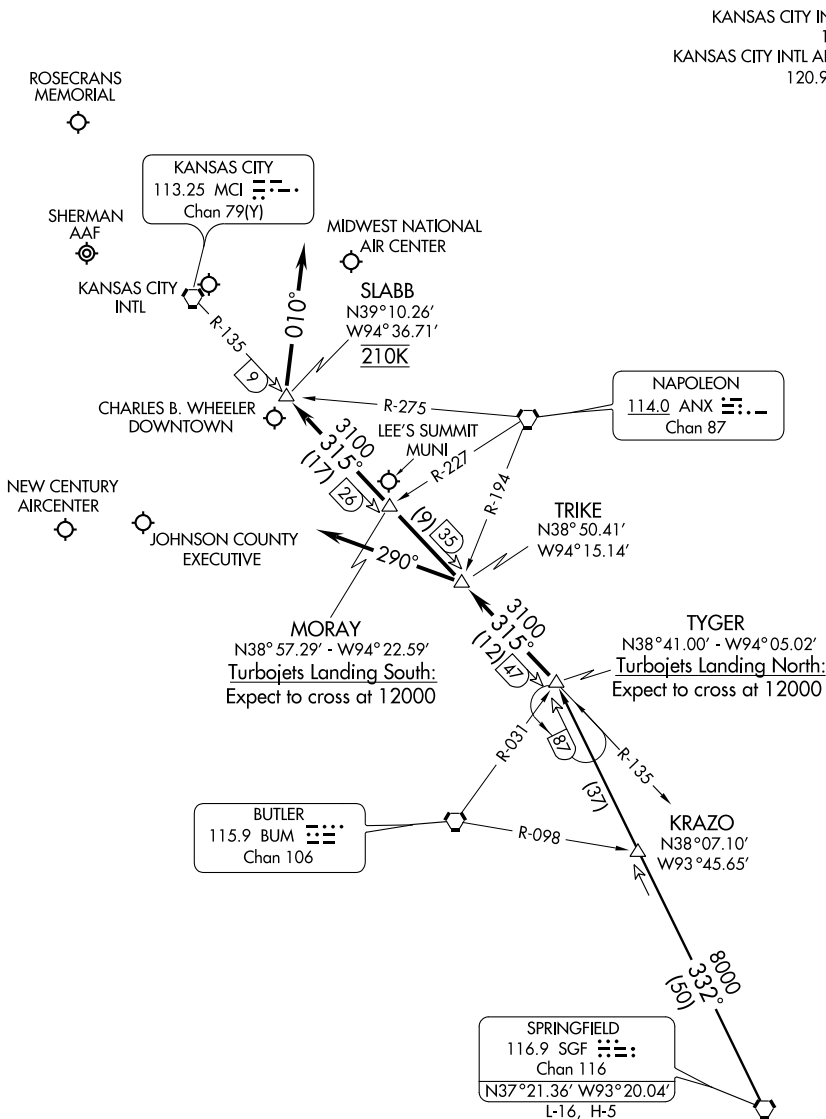 KANSAS CITY IN
1
KANSAS CITY INTL A
120.9
ROSECRANS
MEMORIAL
KANSAS CITY
113.25 MCI
Chan 79(Y)
SHERMAN
AAF
MIDWEST NATIONAL
AIR CENTER
KANSAS CITY
INTL
010°
SLABB
N39°10.26'
W94°36.71'
210K
R-135
9
NAPOLEON
114.0 ANX
Chan 87
R-275
CHARLES B. WHEELER
DOWNTOWN
LEE'S SUMMIT
MUNI
3100
315°
(17)
26
R-227
R-194
NEW CENTURY
AIRCENTER
JOHNSON COUNTY
EXECUTIVE
(9)
35
TRIKE
N38°50.41'
W94°15.14'
290°
MORAY
N38°57.29' - W94°22.59'
Turbojets Landing South:
Expect to cross at 12000
3100
315°
(12)
47
TYGER
N38°41.00' - W94°05.02'
Turbojets Landing North:
Expect to cross at 12000
R-031
87
R-135
(37)
BUTLER
115.9 BUM
Chan 106
R-098
KRAZO
N38°07.10'
W93°45.65'
8000
332°
(50)
SPRINGFIELD
116.9 SGF
Chan 116
N37°21.36' W93°20.04'
L-16, H-5